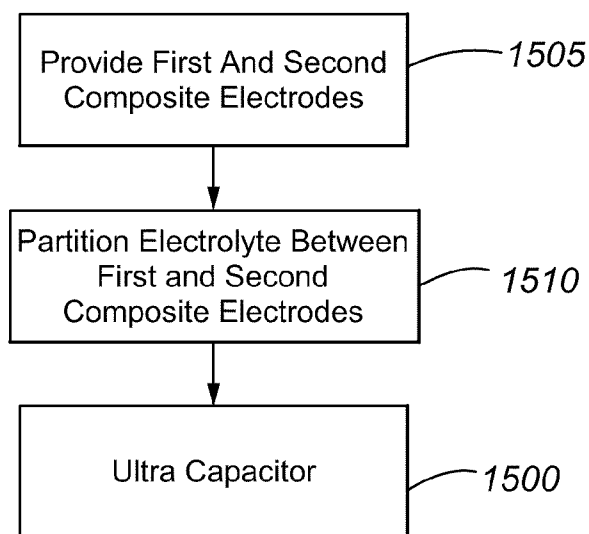 Provide First And Second
Composite Electrodes
1505
Partition Electrolyte Between
First and Second
Composite Electrodes
1510
Ultra Capacitor
1500